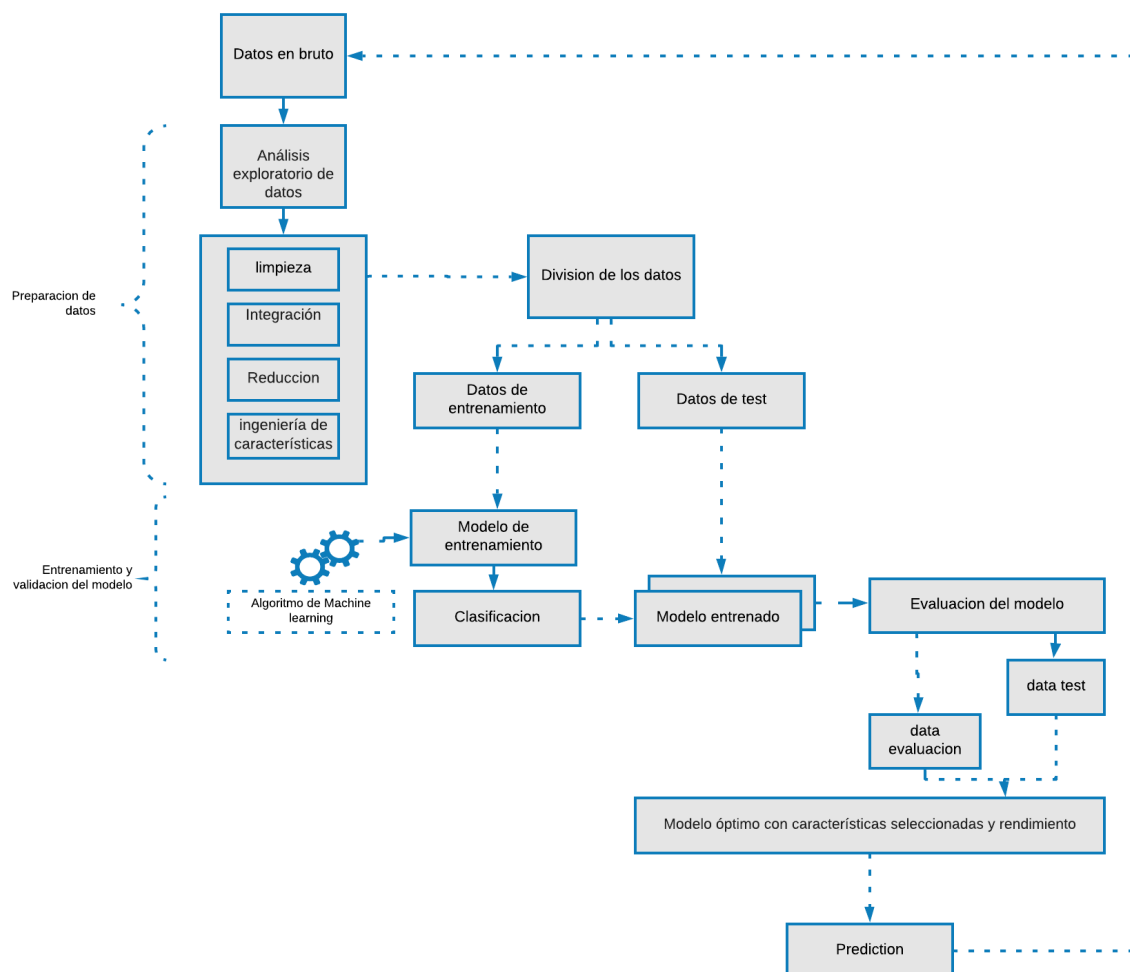 Datos en bruto
Análisis
exploratorio de
datos
limpieza
Division de los datos
Preparacion de
datos
Integración
Reduccion
Datos de
entrenamiento
Datos de test
ingeniería de
características
Modelo de
entrenamiento
Entrenamiento y
validacion del modelo
Algoritmo de Machine
learning
Clasificacion
Modelo entrenado
Evaluacion del modelo
data test
data
evaluacion
Modelo óptimo con características seleccionadas y rendimiento
Prediction